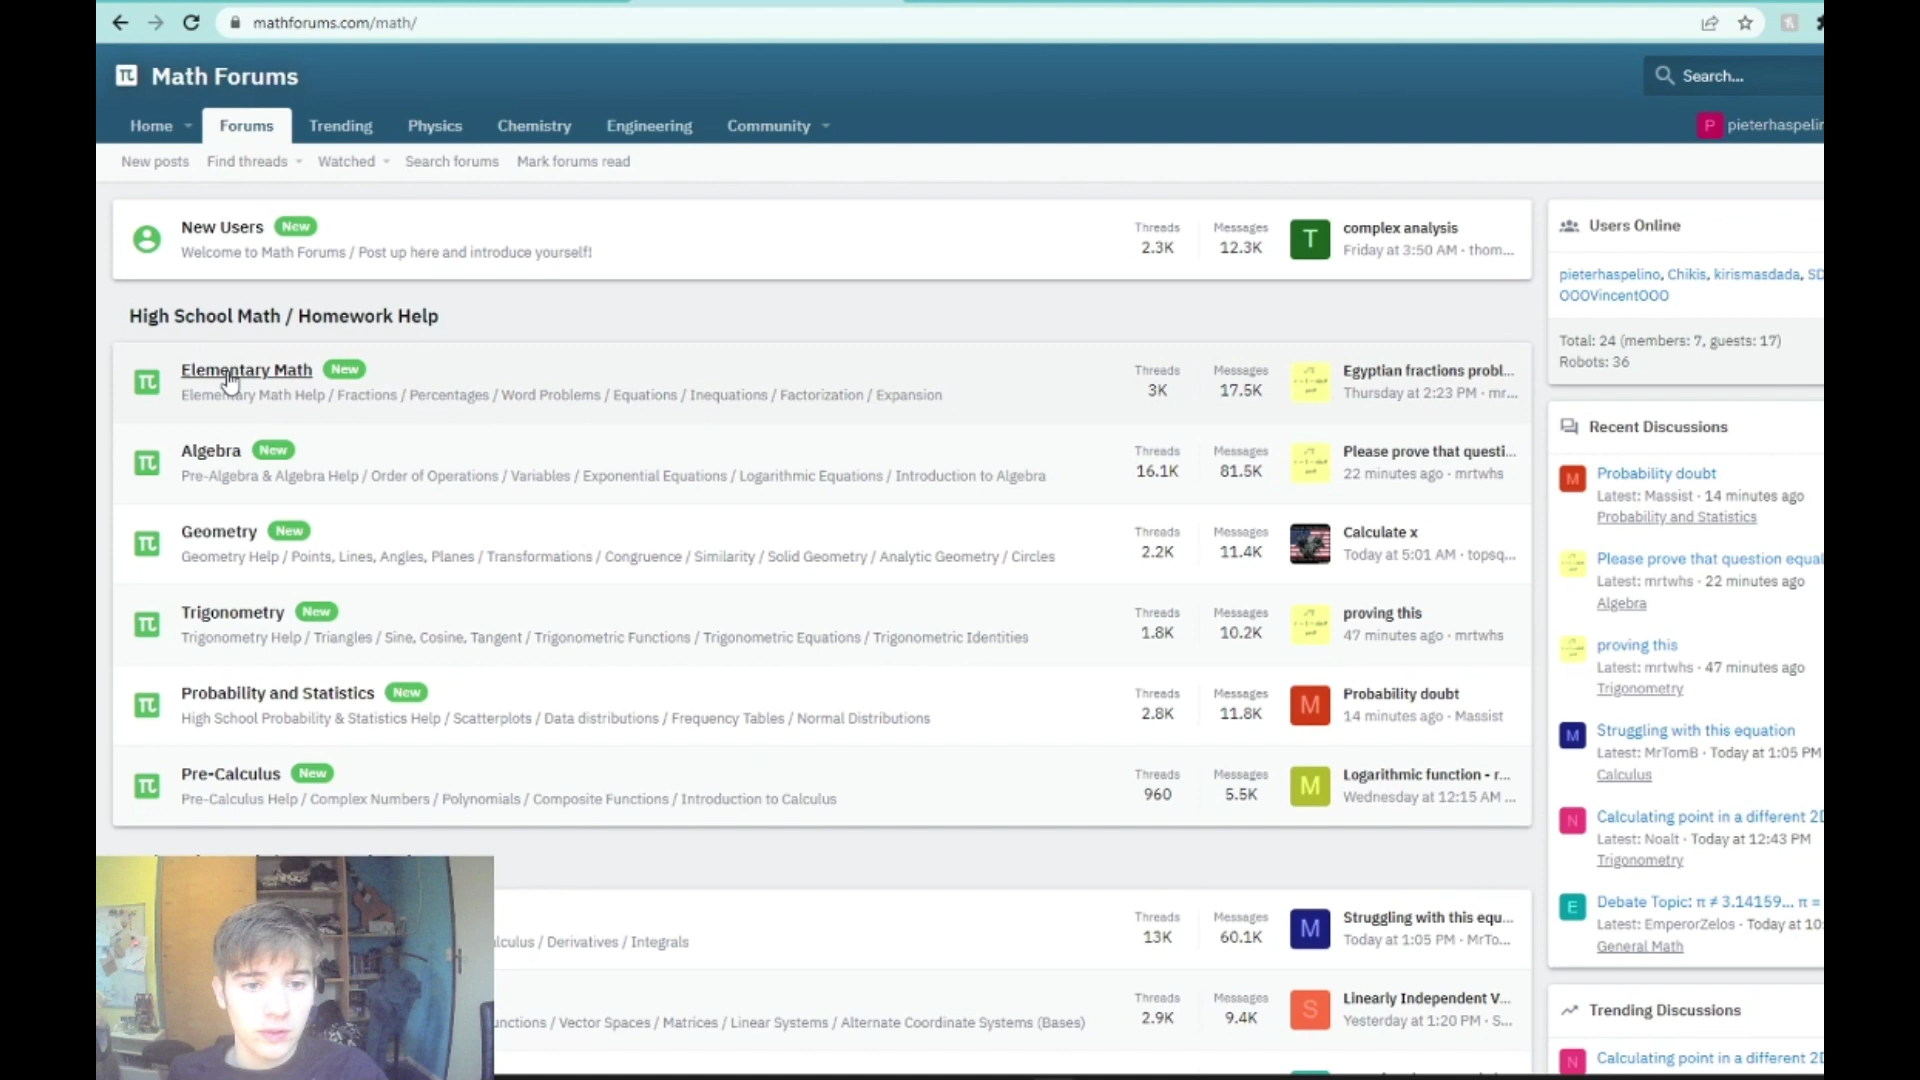 mathforums.com/math/
Math Forums
Search...
Home Forums Trending Physics Chemistry Engineering Community
P pieterhaspelin
New posts Find threads Watched Search forums Mark forums read
New Users New
Welcome to Math Forums / Post up here and introduce yourself!
Threads 2.3K Messages 12.3K
T complex analysis
Friday at 3:50 AM · thom...
High School Math / Homework Help
Elementary Math New
Elementary Math Help / Fractions / Percentages / Word Problems / Equations / Inequations / Factorization / Expansion
Threads 3K Messages 17.5K
Egyptian fractions probl...
Thursday at 2:23 PM · mr...
Algebra New
Pre-Algebra & Algebra Help / Order of Operations / Variables / Exponential Equations / Logarithmic Equations / Introduction to Algebra
Threads 16.1K Messages 81.5K
Please prove that questi...
22 minutes ago · mrtwhs
Geometry New
Geometry Help / Points, Lines, Angles, Planes / Transformations / Congruence / Similarity / Solid Geometry / Analytic Geometry / Circles
Threads 2.2K Messages 11.4K
Calculate x
Today at 5:01 AM · topsq...
Trigonometry New
Trigonometry Help / Triangles / Sine, Cosine, Tangent / Trigonometric Functions / Trigonometric Equations / Trigonometric Identities
Threads 1.8K Messages 10.2K
proving this
47 minutes ago · mrtwhs
Probability and Statistics New
High School Probability & Statistics Help / Scatterplots / Data distributions / Frequency Tables / Normal Distributions
Threads 2.8K Messages 11.8K
M Probability doubt
14 minutes ago · Massist
Pre-Calculus New
Pre-Calculus Help / Complex Numbers / Polynomials / Composite Functions / Introduction to Calculus
Threads 960 Messages 5.5K
M Logarithmic function - r...
Wednesday at 12:15 AM ...
lculus / Derivatives / Integrals
Threads 13K Messages 60.1K
M Struggling with this equ...
Today at 1:05 PM · MrTo...
unctions / Vector Spaces / Matrices / Linear Systems / Alternate Coordinate Systems (Bases)
Threads 2.9K Messages 9.4K
S Linearly Independent V...
Yesterday at 1:20 PM · S...
Users Online
pieterhaspelino, Chikis, kirismasdada, SD
OOOVincentOOO
Total: 24 (members: 7, guests: 17)
Robots: 36
Recent Discussions
M Probability doubt
Latest: Massist · 14 minutes ago
Probability and Statistics
Please prove that question equal
Latest: mrtwhs · 22 minutes ago
Algebra
proving this
Latest: mrtwhs · 47 minutes ago
Trigonometry
M Struggling with this equation
Latest: MrTomB · Today at 1:05 PM
Calculus
N Calculating point in a different 2D
Latest: Noalt · Today at 12:43 PM
Trigonometry
E Debate Topic: π ≠ 3.14159... π =
Latest: EmperorZelos · Today at 10:
General Math
Trending Discussions
N Calculating point in a different 2D